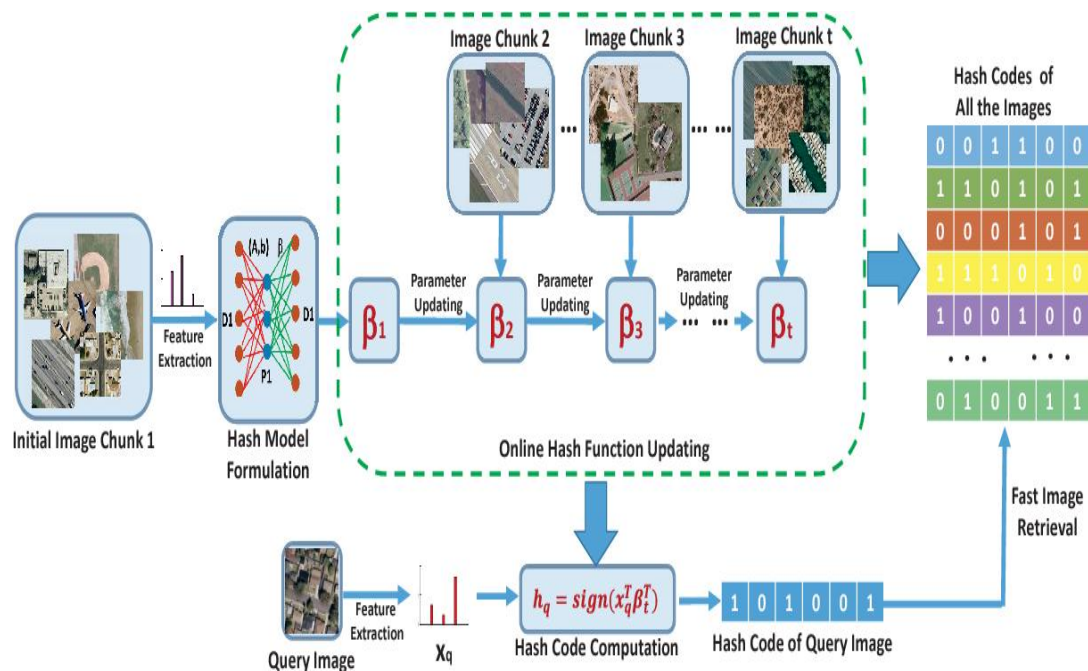 Image Chunk 2
Image Chunk 3
Image Chunk t
... ... ...
Hash Codes of
All the Images
0 0 1 1 0 0
1 1 0 1 0 1
0 0 0 1 0 1
1 1 1 0 1 0
1 0 0 1 0 0
... ...
0 1 0 0 1 1
Initial Image Chunk 1
Feature
Extraction
(A,b) β
D1 D1
P1
Hash Model
Formulation
β1
Parameter
Updating
β2
Parameter
Updating
β3
Parameter
Updating
... ...
βt
Online Hash Function Updating
Fast Image
Retrieval
Query Image
Feature
Extraction
Xq
h_q = sign(x_q^T β_t^T)
Hash Code Computation
1 0 1 0 0 1
Hash Code of Query Image